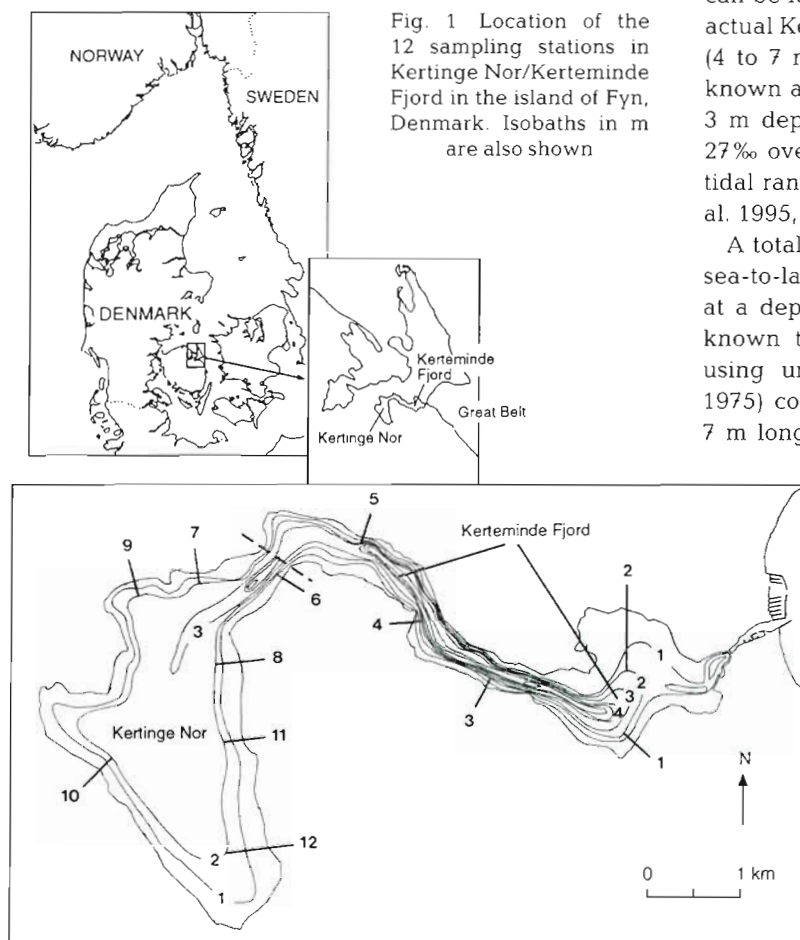 Fig. 1 Location of the
12 sampling stations in
Kertinge Nor/Kerteminde
Fjord in the island of Fyn,
Denmark. Isobaths in m
are also shown
actual Ke
(4 to 7 m
known a
3 m dep
27‰ ove
tidal ran
al. 1995,
A total
sea-to-la
at a dep
known t
using un
1975) co
7 m long
NORWAY
SWEDEN
DENMARK
Kerteminde
Fjord
Great Belt
Kertinge Nor
5
Kerteminde Fjord
7
9
2
6
4
3
1
8
2
3
4
3
Kertinge Nor
11
1
N
10
12
2
1
0
1 km